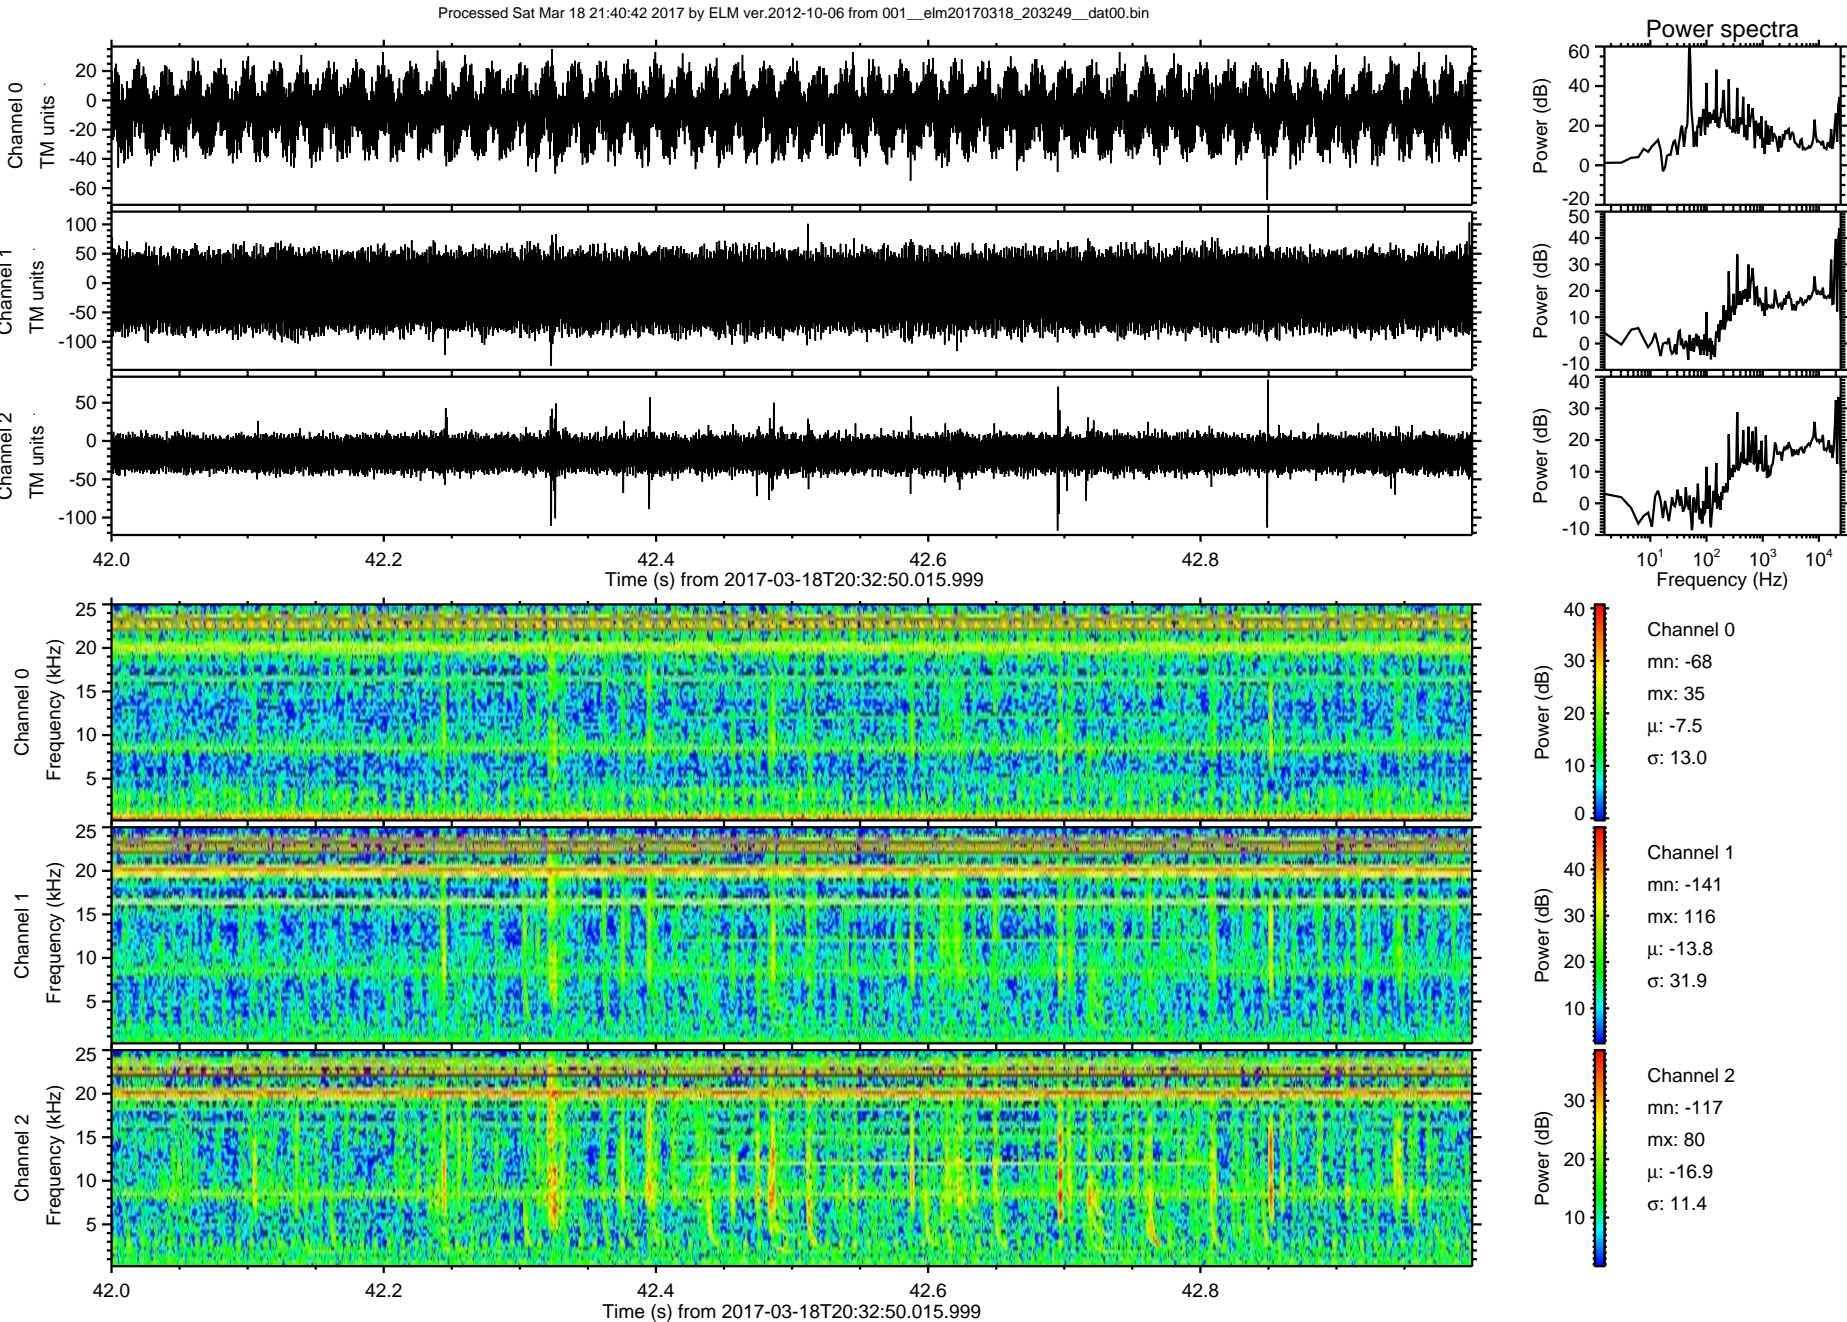 Processed Sat Mar 18 21:40:42 2017 by ELM ver.2012-10-06 from 001__elm20170318_203249__dat00.bin
Power spectra
Channel 0
TM units
20
0
-20
-40
-60
Power (dB)
60
40
20
0
-20
Channel 1
TM units
100
50
0
-50
-100
Power (dB)
50
40
30
20
10
0
-10
Channel 2
TM units
50
0
-50
-100
Power (dB)
40
30
20
10
0
-10
42.0 42.2 42.4 42.6 42.8
Time (s) from 2017-03-18T20:32:50.015.999
10^1 10^2 10^3 10^4
Frequency (Hz)
Channel 0
Frequency (kHz)
25
20
15
10
5
Power (dB)
40
30
20
10
0
Channel 0
mn: -68
mx: 35
μ: -7.5
σ: 13.0
Channel 1
Frequency (kHz)
25
20
15
10
5
Power (dB)
40
30
20
10
Channel 1
mn: -141
mx: 116
μ: -13.8
σ: 31.9
Channel 2
Frequency (kHz)
25
20
15
10
5
Power (dB)
30
20
10
Channel 2
mn: -117
mx: 80
μ: -16.9
σ: 11.4
42.0 42.2 42.4 42.6 42.8
Time (s) from 2017-03-18T20:32:50.015.999